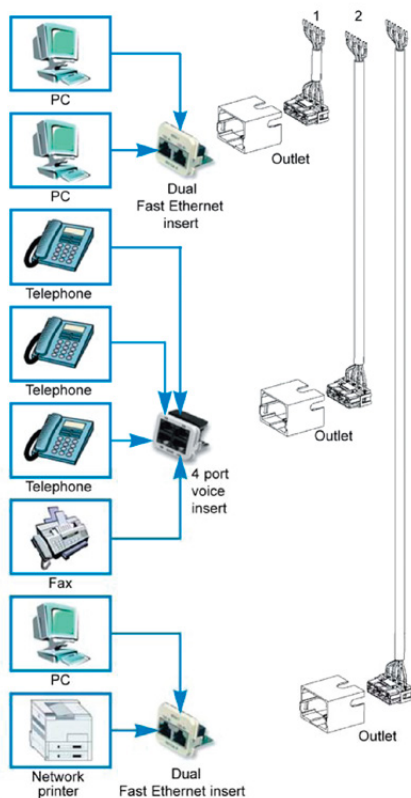 1
2
PC
Outlet
PC
Dual
Fast Ethernet
insert
Telephone
Telephone
Outlet
Telephone
4 port
voice
insert
Fax
PC
Outlet
Network
printer
Dual
Fast Ethernet insert